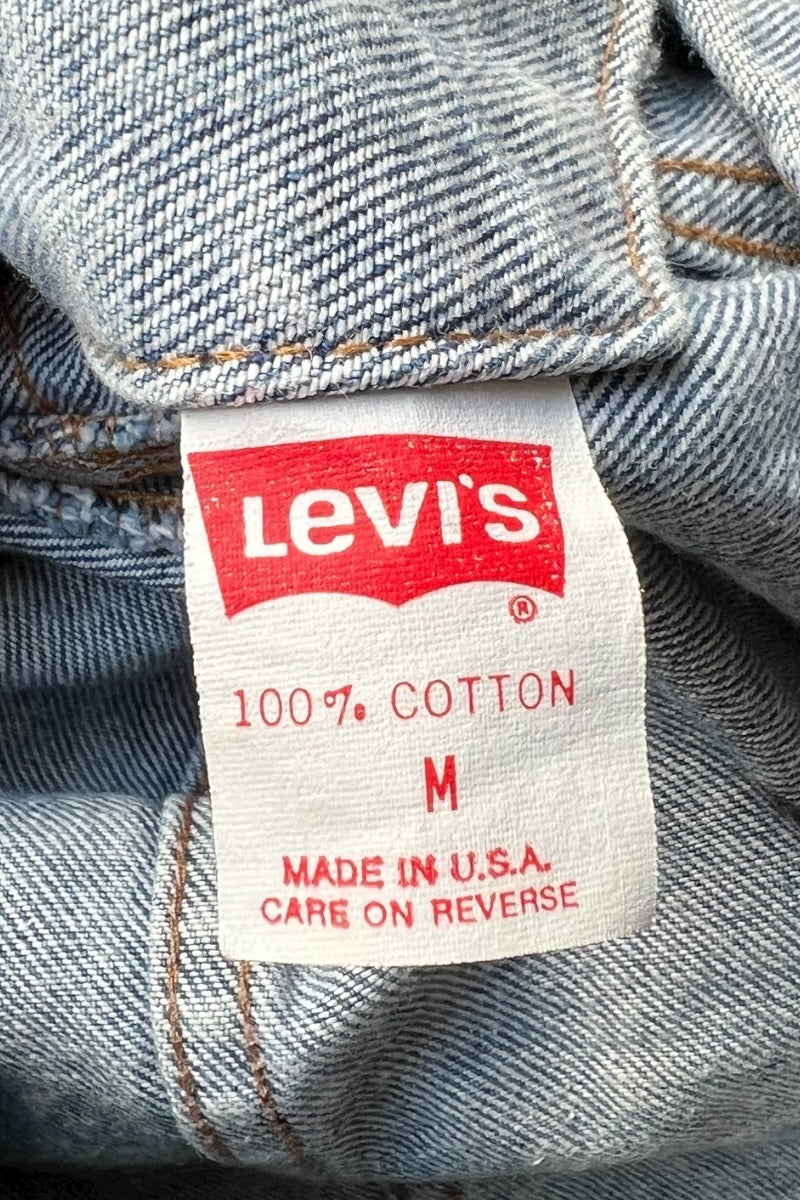 Levi's
®
100% COTTON
M
MADE IN U.S.A.
CARE ON REVERSE